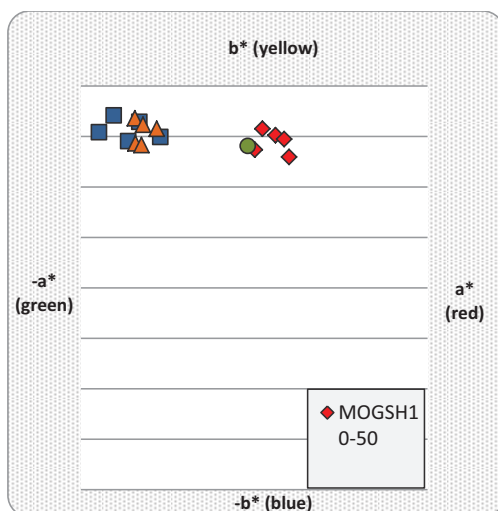 b* (yellow)
-a*
(green)
a*
(red)
MOGSH1
0-50
-b* (blue)